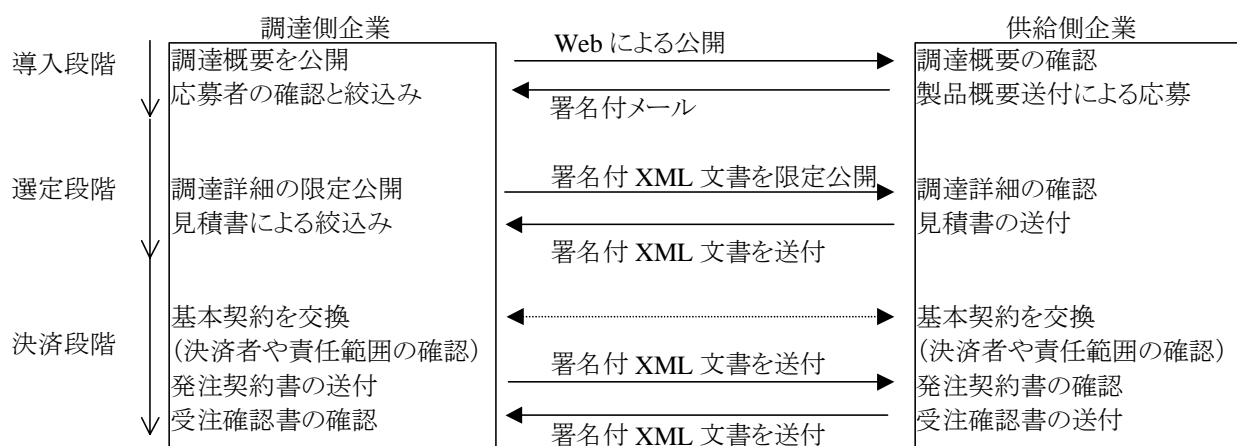 調達側企業
供給側企業
Web による公開
導入段階
調達概要を公開
調達概要の確認
応募者の確認と絞込み
署名付メール
製品概要送付による応募
選定段階
調達詳細の限定公開
署名付 XML 文書を限定公開
調達詳細の確認
見積書による絞込み
見積書の送付
署名付 XML 文書を送付
決済段階
基本契約を交換
基本契約を交換
(決済者や責任範囲の確認)
(決済者や責任範囲の確認)
署名付 XML 文書を送付
発注契約書の送付
発注契約書の確認
受注確認書の確認
受注確認書の送付
署名付 XML 文書を送付